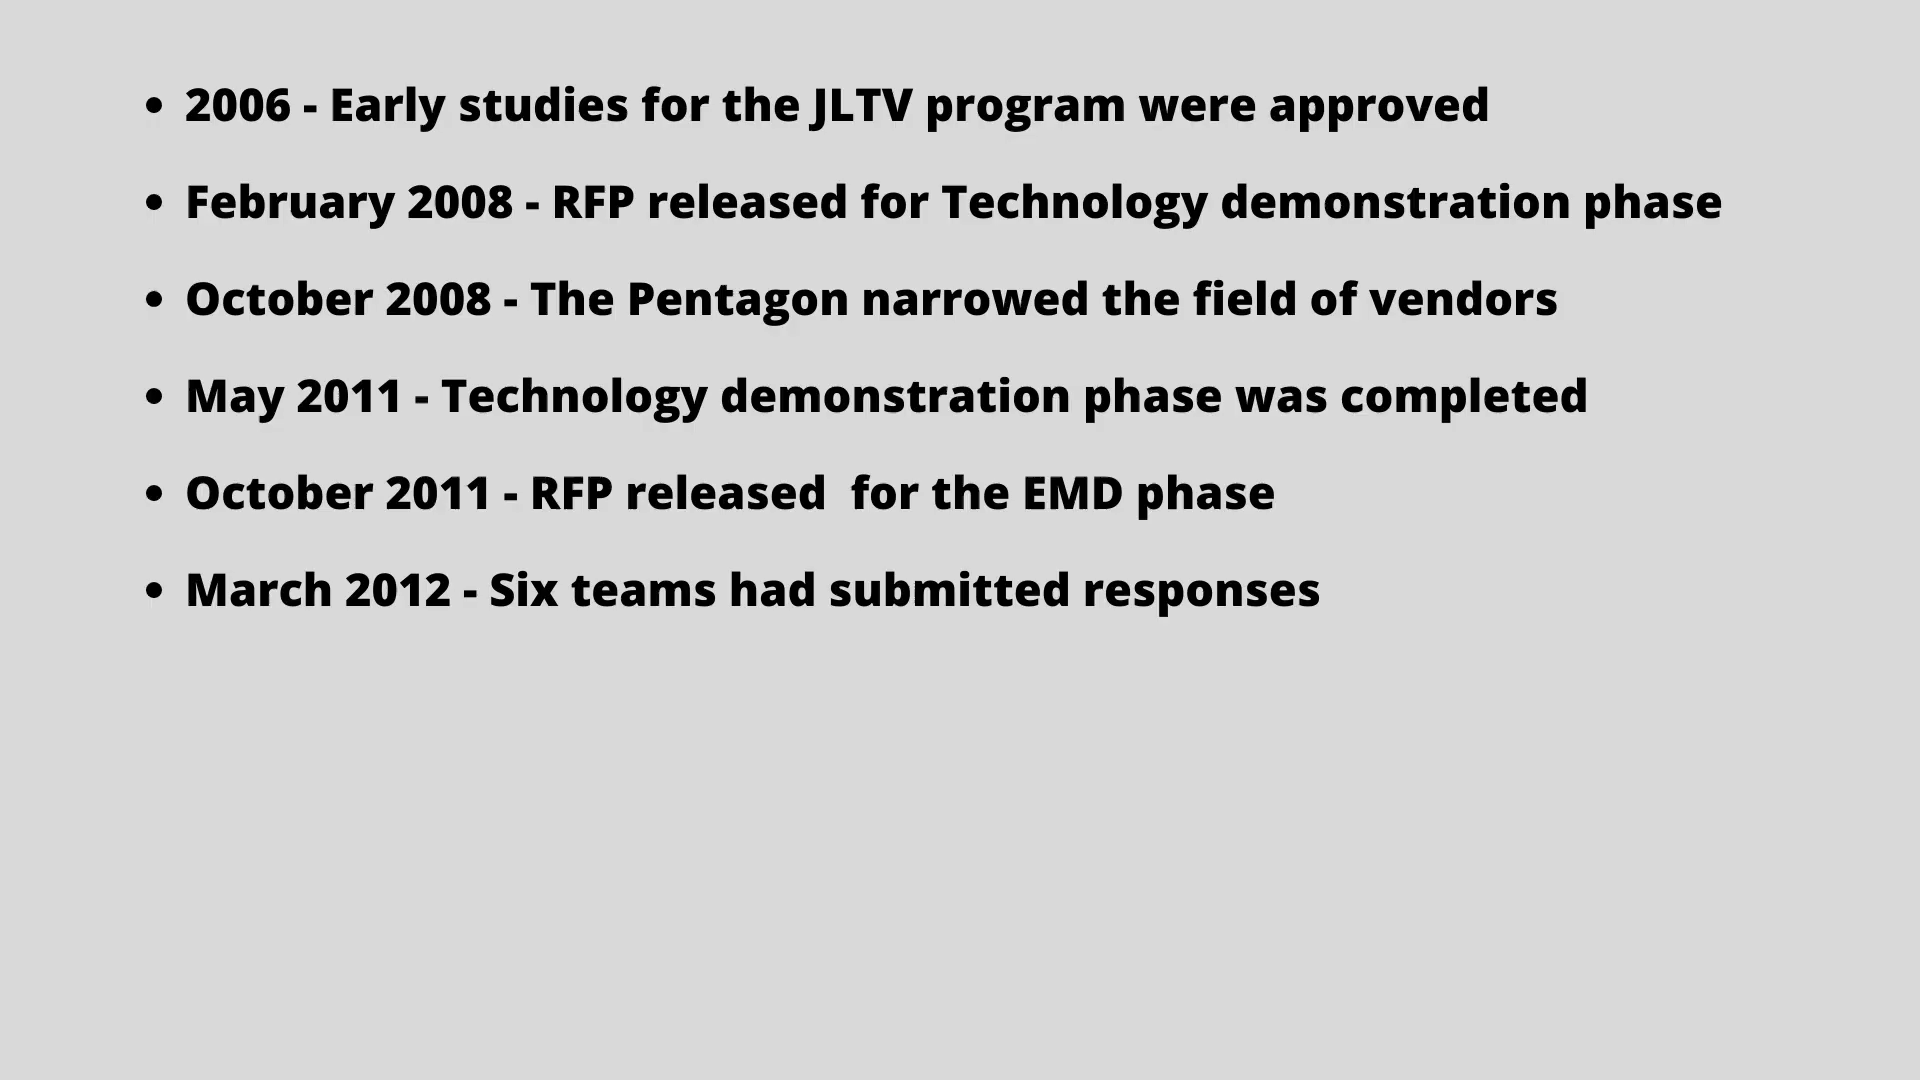 • 2006 - Early studies for the JLTV program were approved
• February 2008 - RFP released for Technology demonstration phase
• October 2008 - The Pentagon narrowed the field of vendors
• May 2011 - Technology demonstration phase was completed
• October 2011 - RFP released  for the EMD phase
• March 2012 - Six teams had submitted responses